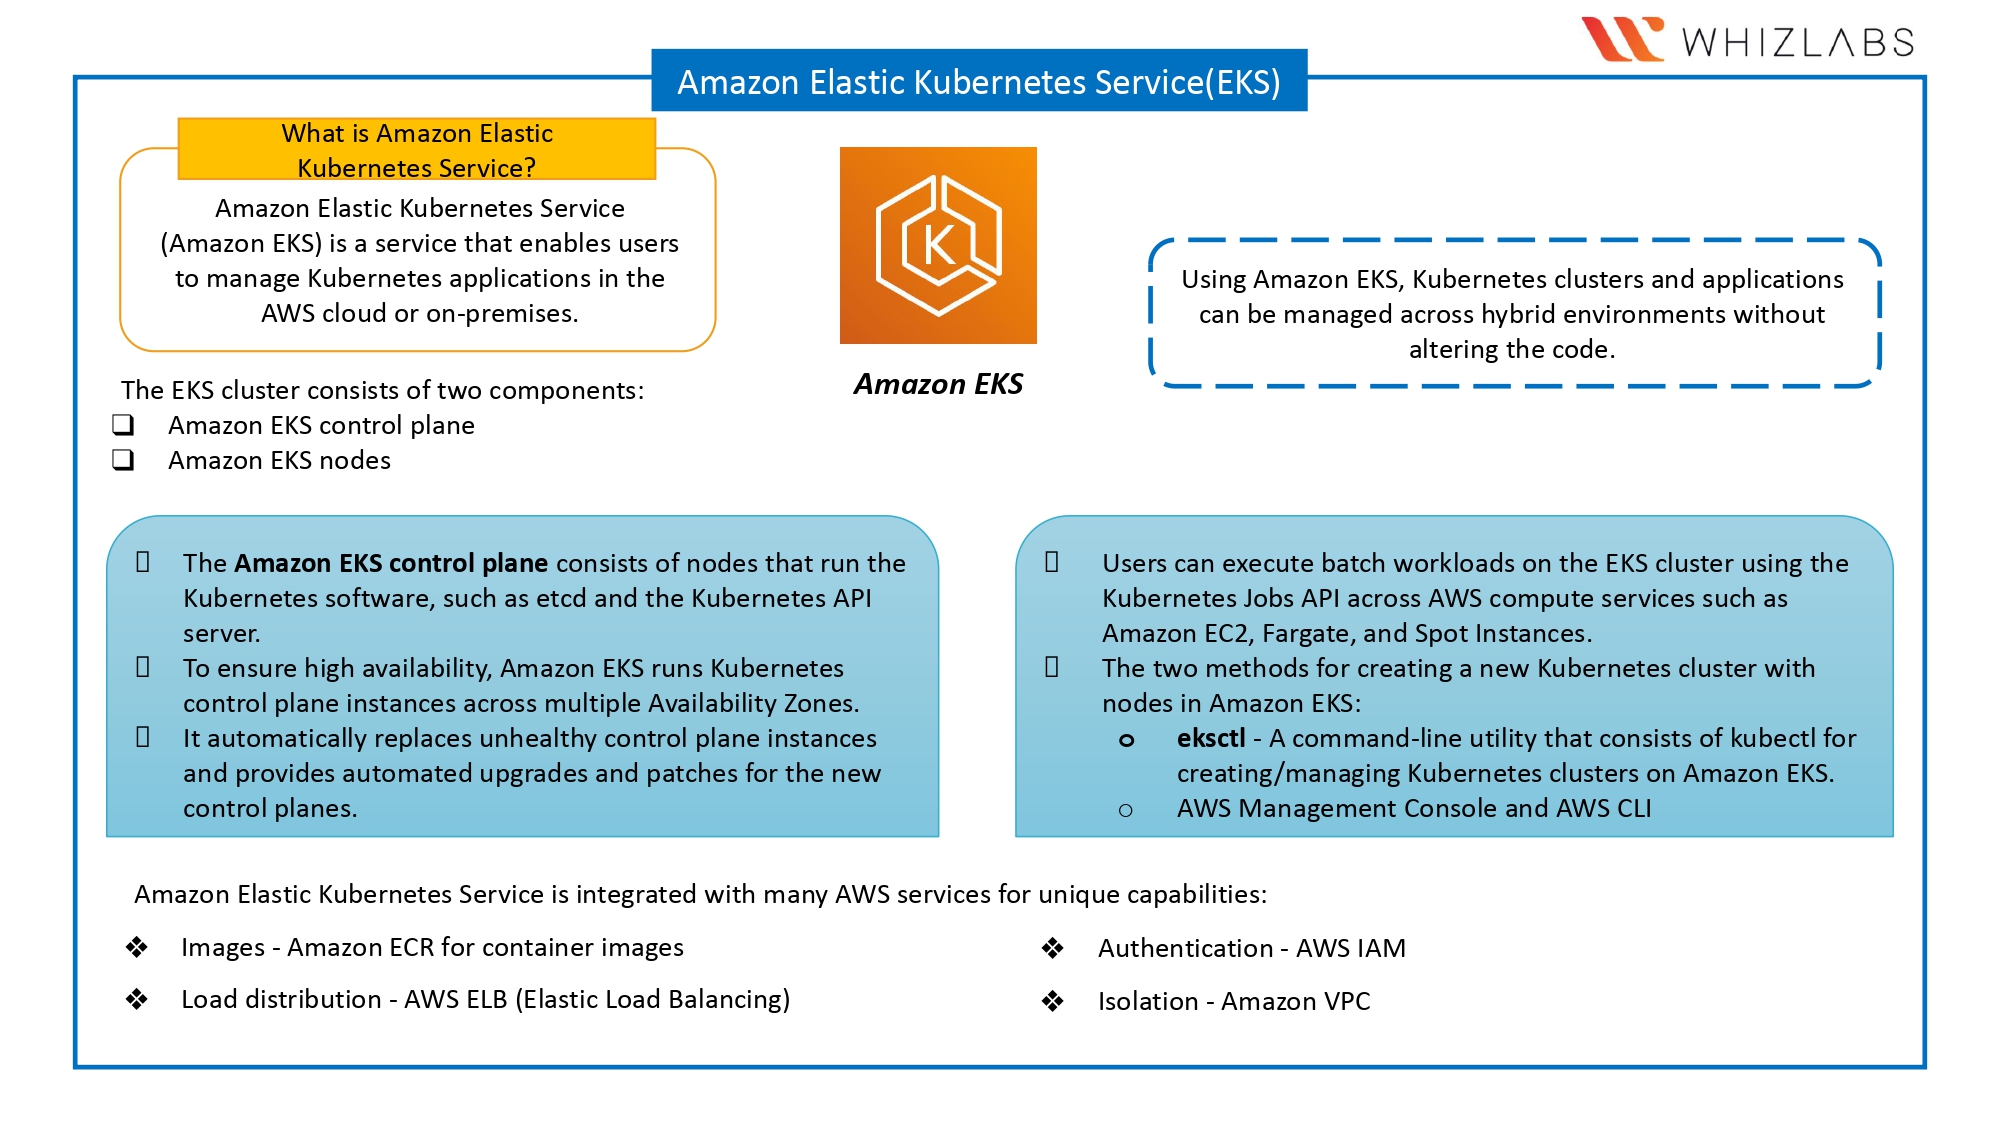 WHIZLABS
Amazon Elastic Kubernetes Service(EKS)
What is Amazon Elastic
Kubernetes Service?
Amazon Elastic Kubernetes Service
(Amazon EKS) is a service that enables users
to manage Kubernetes applications in the
AWS cloud or on-premises.
K
Amazon EKS
Using Amazon EKS, Kubernetes clusters and applications
can be managed across hybrid environments without
altering the code.
The EKS cluster consists of two components:
❑ Amazon EKS control plane
❑ Amazon EKS nodes
The Amazon EKS control plane consists of nodes that run the
Kubernetes software, such as etcd and the Kubernetes API
server.
To ensure high availability, Amazon EKS runs Kubernetes
control plane instances across multiple Availability Zones.
It automatically replaces unhealthy control plane instances
and provides automated upgrades and patches for the new
control planes.
Users can execute batch workloads on the EKS cluster using the
Kubernetes Jobs API across AWS compute services such as
Amazon EC2, Fargate, and Spot Instances.
The two methods for creating a new Kubernetes cluster with
nodes in Amazon EKS:
o eksctl - A command-line utility that consists of kubectl for
creating/managing Kubernetes clusters on Amazon EKS.
o AWS Management Console and AWS CLI
Amazon Elastic Kubernetes Service is integrated with many AWS services for unique capabilities:
❖ Images - Amazon ECR for container images
❖ Load distribution - AWS ELB (Elastic Load Balancing)
❖ Authentication - AWS IAM
❖ Isolation - Amazon VPC